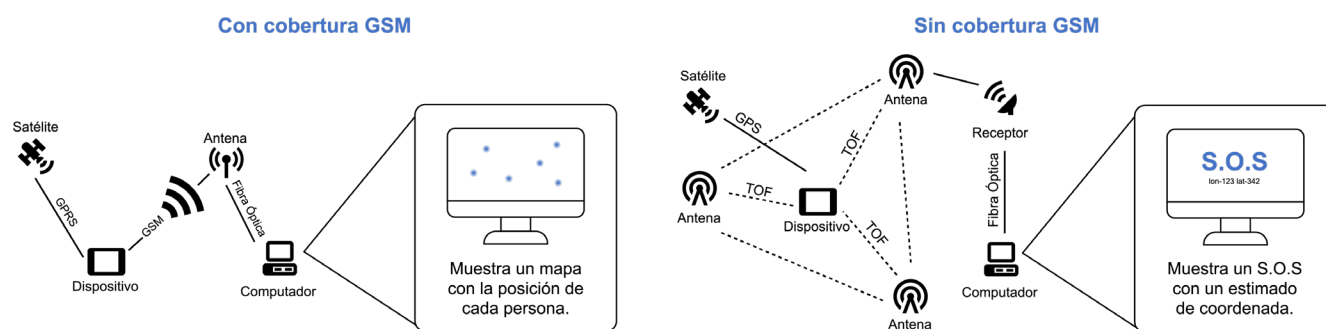 Con cobertura GSM
Satélite
GPRS
Dispositivo
GSM
Antena
Fibra Óptica
Computador
Muestra un mapa
con la posición de
cada persona.
Sin cobertura GSM
Satélite
GPS
Antena
TOF
Antena
TOF
Dispositivo
TOF
Antena
Receptor
Fibra Óptica
Computador
S.O.S
lon-123 lat-342
Muestra un S.O.S
con un estimado
de coordenada.